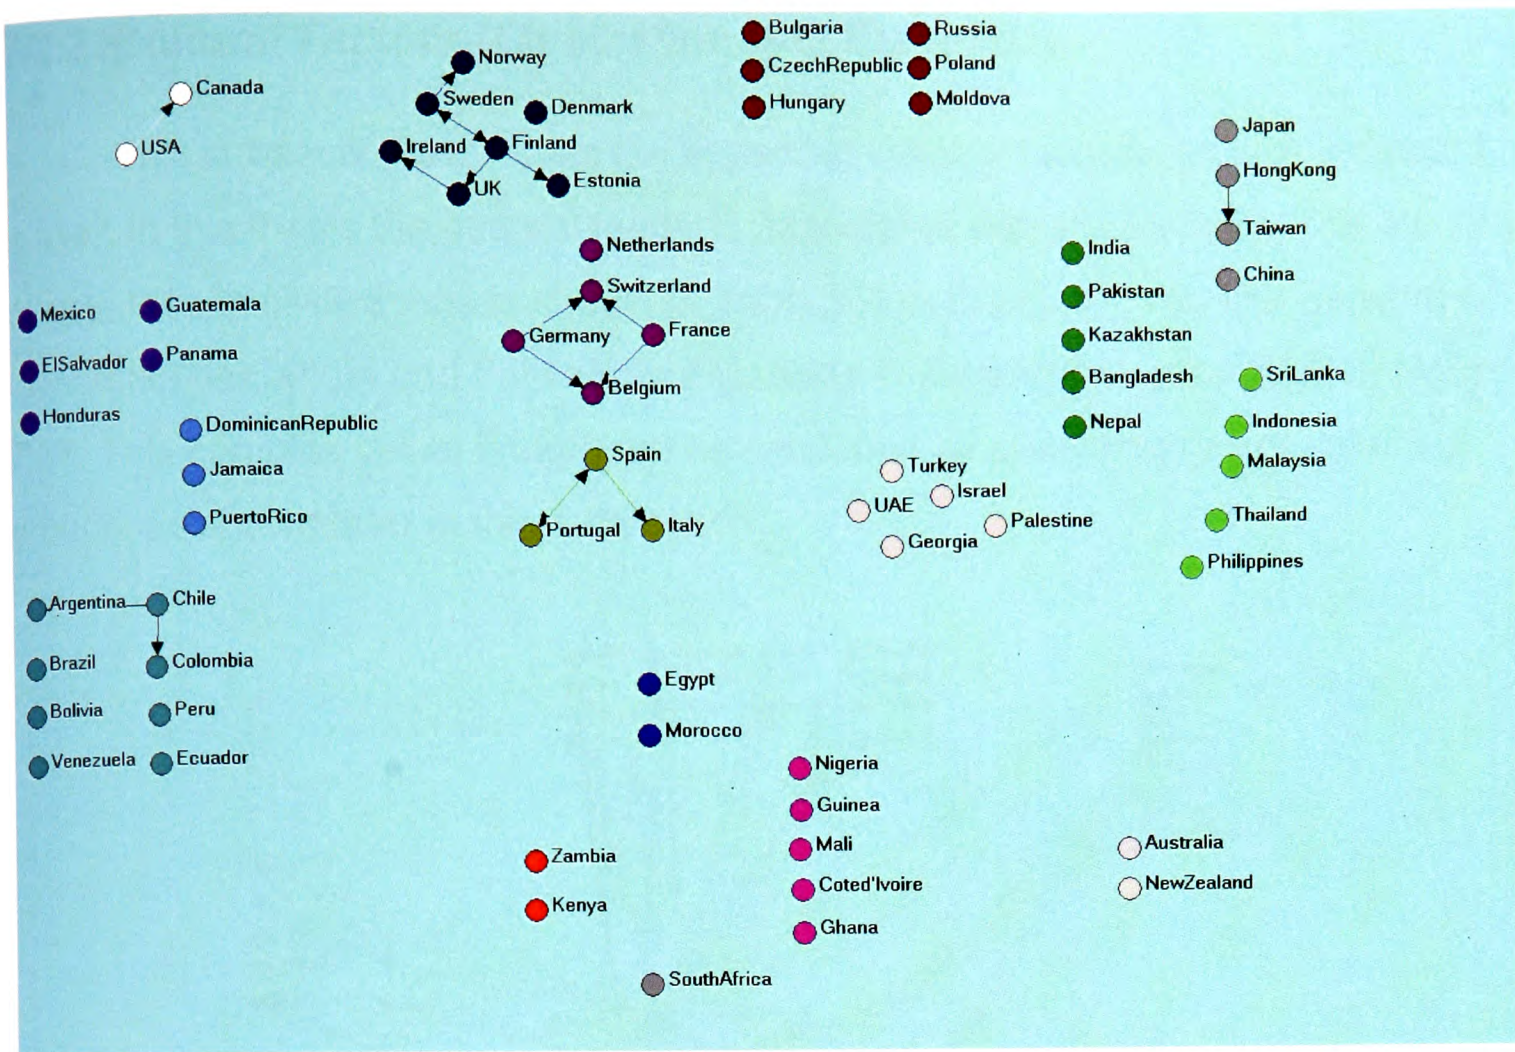 Canada
USA
Norway
Sweden
Denmark
Ireland
Finland
UK
Estonia
Bulgaria
Russia
CzechRepublic
Poland
Hungary
Moldova
Japan
HongKong
Taiwan
China
Netherlands
Switzerland
Germany
France
Belgium
India
Pakistan
Kazakhstan
Bangladesh
Nepal
Mexico
Guatemala
ElSalvador
Panama
Honduras
DominicanRepublic
Jamaica
PuertoRico
Spain
Portugal
Italy
Turkey
Israel
UAE
Palestine
Georgia
SriLanka
Indonesia
Malaysia
Thailand
Philippines
Argentina
Chile
Brazil
Colombia
Bolivia
Peru
Venezuela
Ecuador
Egypt
Morocco
Nigeria
Guinea
Mali
Coted'Ivoire
Ghana
Zambia
Kenya
SouthAfrica
Australia
NewZealand